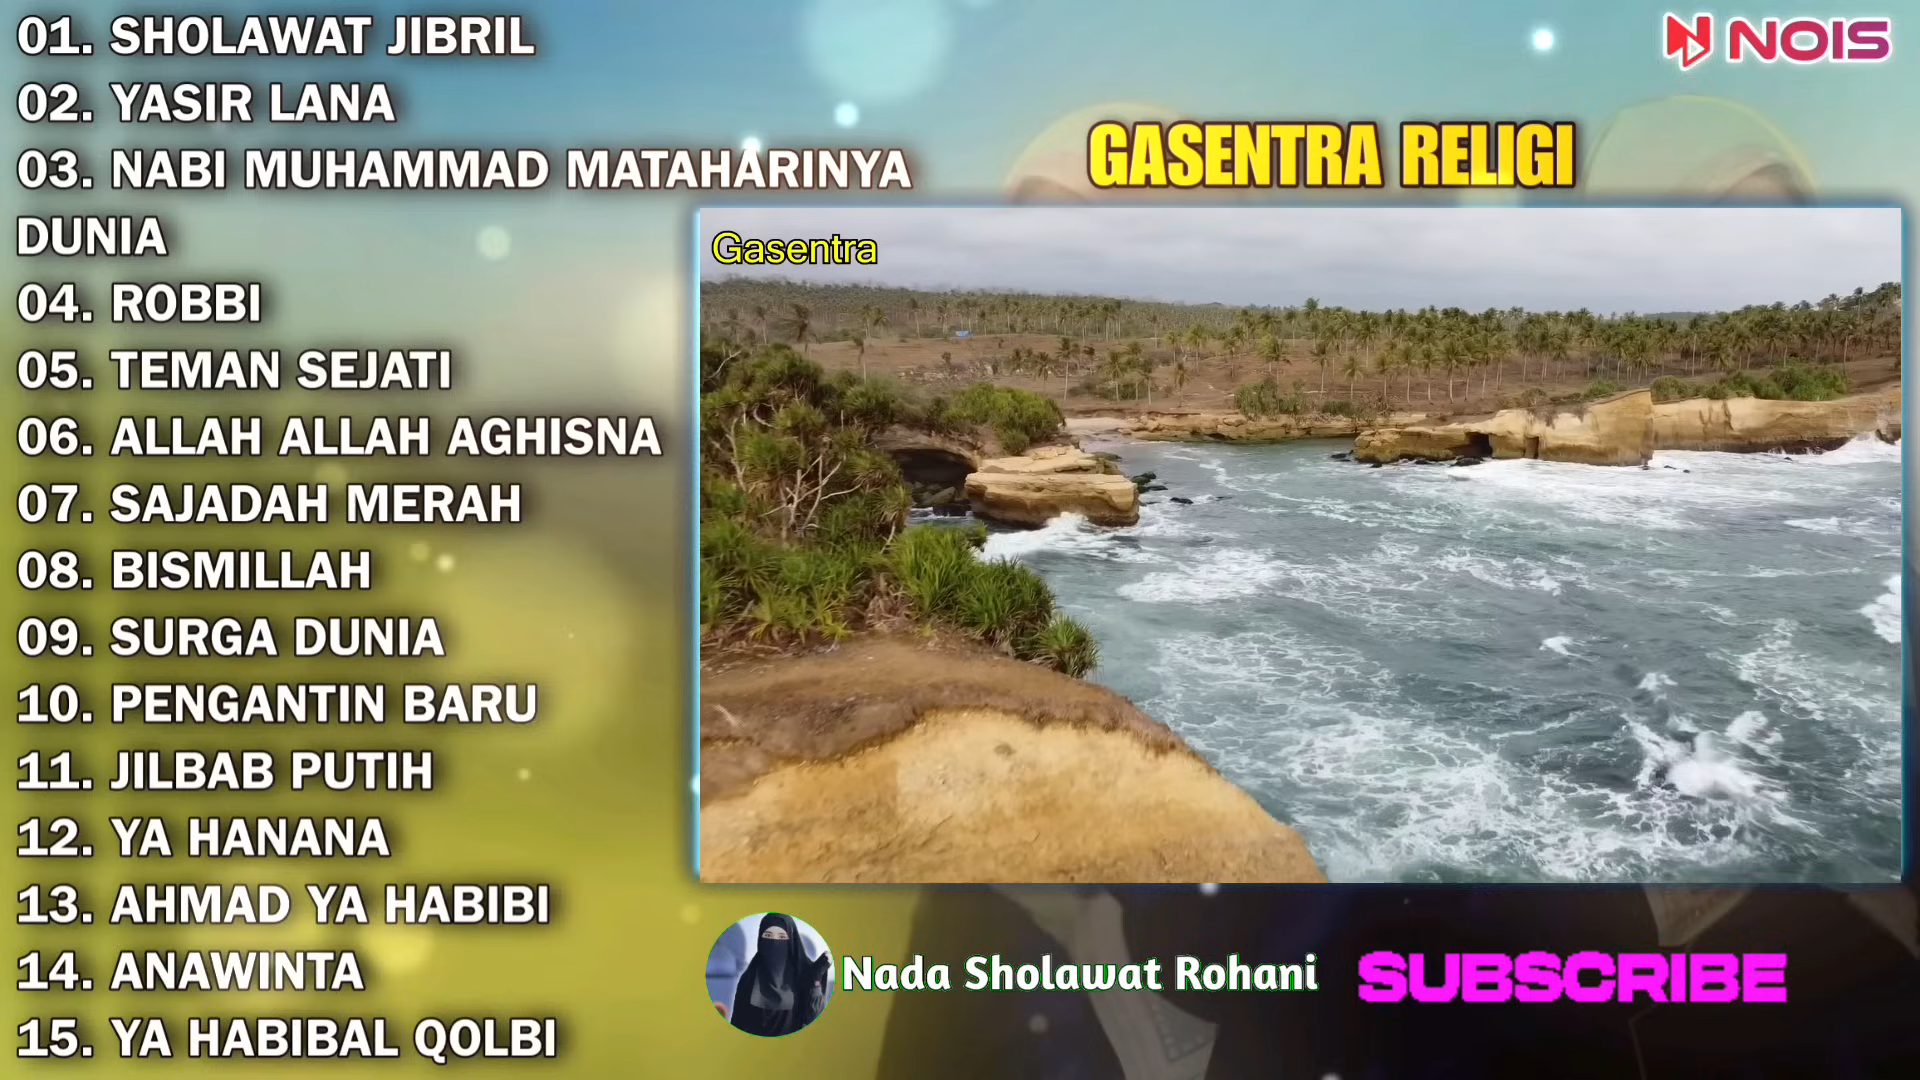 01. SHOLAWAT JIBRIL
02. YASIR LANA
03. NABI MUHAMMAD MATAHARINYA
DUNIA
04. ROBBI
05. TEMAN SEJATI
06. ALLAH ALLAH AGHISNA
07. SAJADAH MERAH
08. BISMILLAH
09. SURGA DUNIA
10. PENGANTIN BARU
11. JILBAB PUTIH
12. YA HANANA
13. AHMAD YA HABIBI
14. ANAWINTA
15. YA HABIBAL QOLBI
NOIS
GASENTRA RELIGI
Gasentra
Nada Sholawat Rohani
SUBSCRIBE